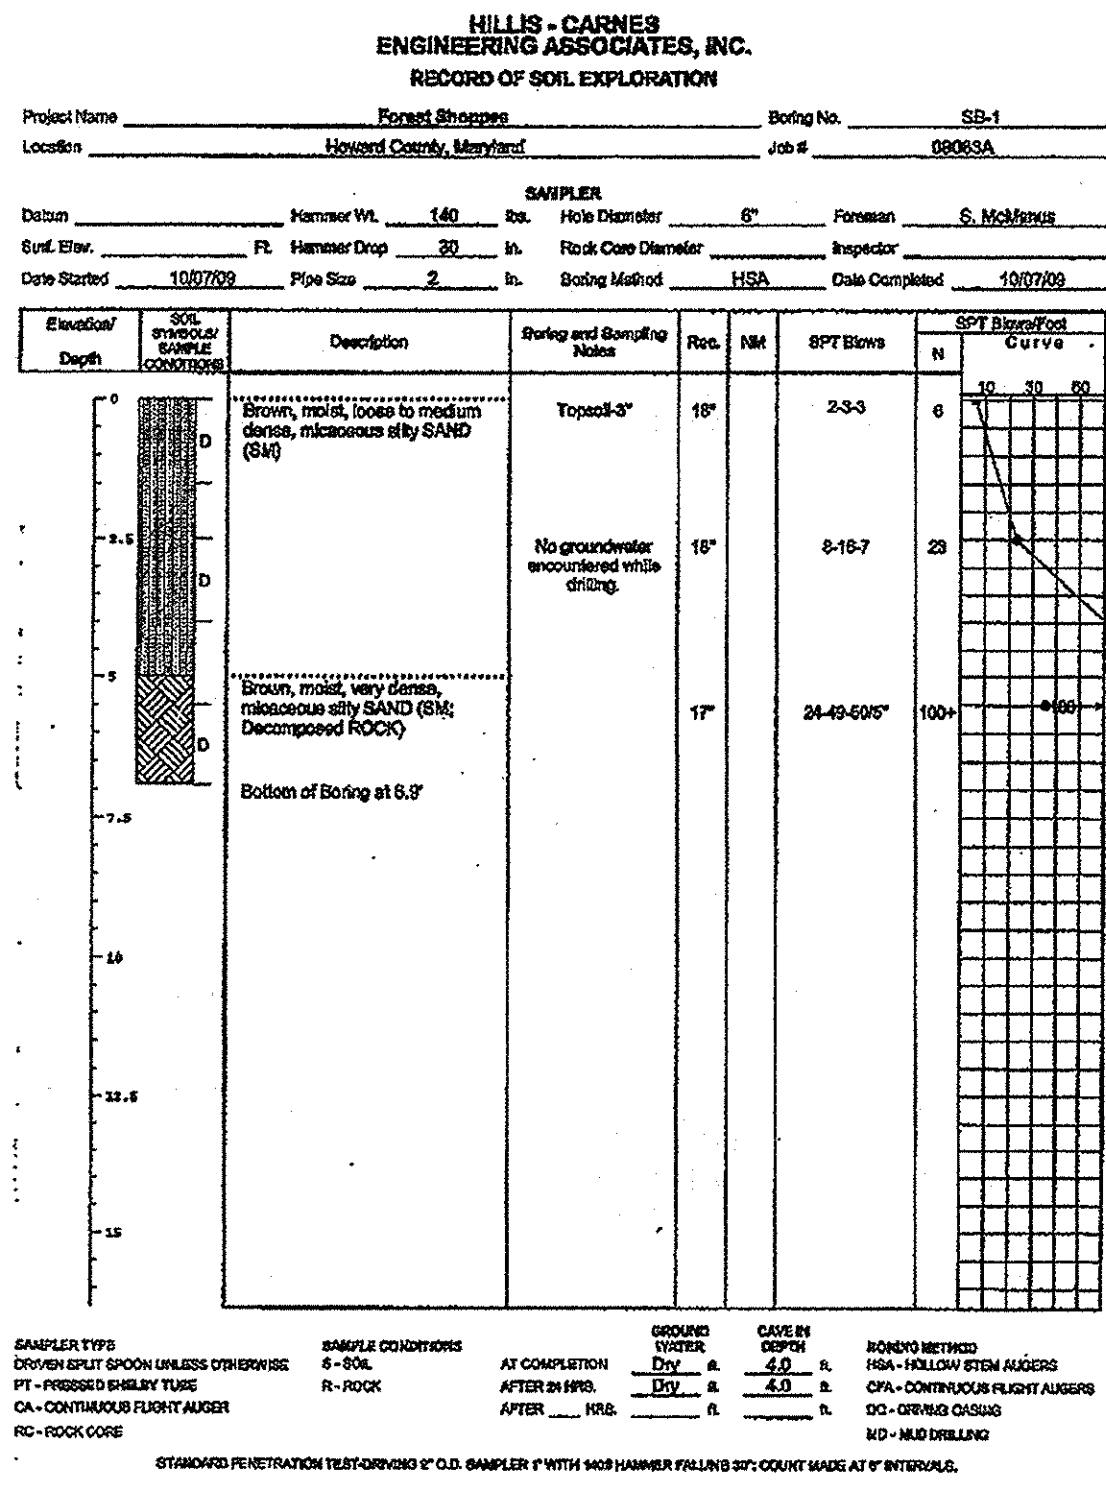 HILLIS - CARNES
ENGINEERING ASSOCIATES, INC.
RECORD OF SOIL EXPLORATION
Project Name Forest Shoppes Boring No. SB-1
Location Howard County, Maryland Job # 09063A
SAMPLER
Datum Hammer Wt. 140 lbs. Hole Diameter 6" Foreman S. McManus
Surf. Elev. Ft. Hammer Drop 30 in. Rock Core Diameter Inspector
Date Started 10/07/09 Pipe Size 2 in. Boring Method HSA Date Completed 10/07/09
Elevation/ Depth
SOIL SYMBOLS/ SAMPLE CONDITIONS
Description
Boring and Sampling Notes
Rec.
NM
SPT Blows
SPT Blows/Foot
N
Curve
10 30 50
0
Brown, moist, loose to medium
dense, micaceous silty SAND
(SM)
Topsoil-3" 18" 2-3-3 6
D
2.5
No groundwater
encountered while
drilling.
18" 8-16-7 23
D
5
Brown, moist, very dense,
micaceous silty SAND (SM;
Decomposed ROCK)
17" 24-49-50/5" 100+
D
Bottom of Boring at 6.9'
7.5
10
12.5
15
SAMPLER TYPE
DRIVEN SPLIT SPOON UNLESS OTHERWISE
PT - PRESSED SHELBY TUBE
CA - CONTINUOUS FLIGHT AUGER
RC - ROCK CORE
SAMPLE CONDITIONS
S - SOIL
R - ROCK
GROUND WATER CAVE IN DEPTH
AT COMPLETION Dry ft. 4.0 ft.
AFTER 24 HRS. Dry ft. 4.0 ft.
AFTER HRS. ft. ft.
BORING METHOD
HSA - HOLLOW STEM AUGERS
CFA - CONTINUOUS FLIGHT AUGERS
DC - DRIVING CASING
MD - MUD DRILLING
STANDARD PENETRATION TEST-DRIVING 2" O.D. SAMPLER 1' WITH 140# HAMMER FALLING 30"; COUNT MADE AT 6" INTERVALS.